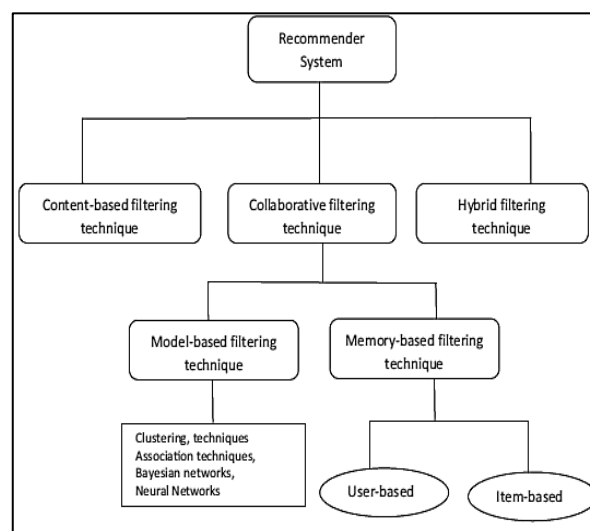 Recommender
System
Content-based filtering
technique
Collaborative filtering
technique
Hybrid filtering
technique
Model-based filtering
technique
Memory-based filtering
technique
Clustering, techniques
Association techniques,
Bayesian networks,
Neural Networks
User-based
Item-based